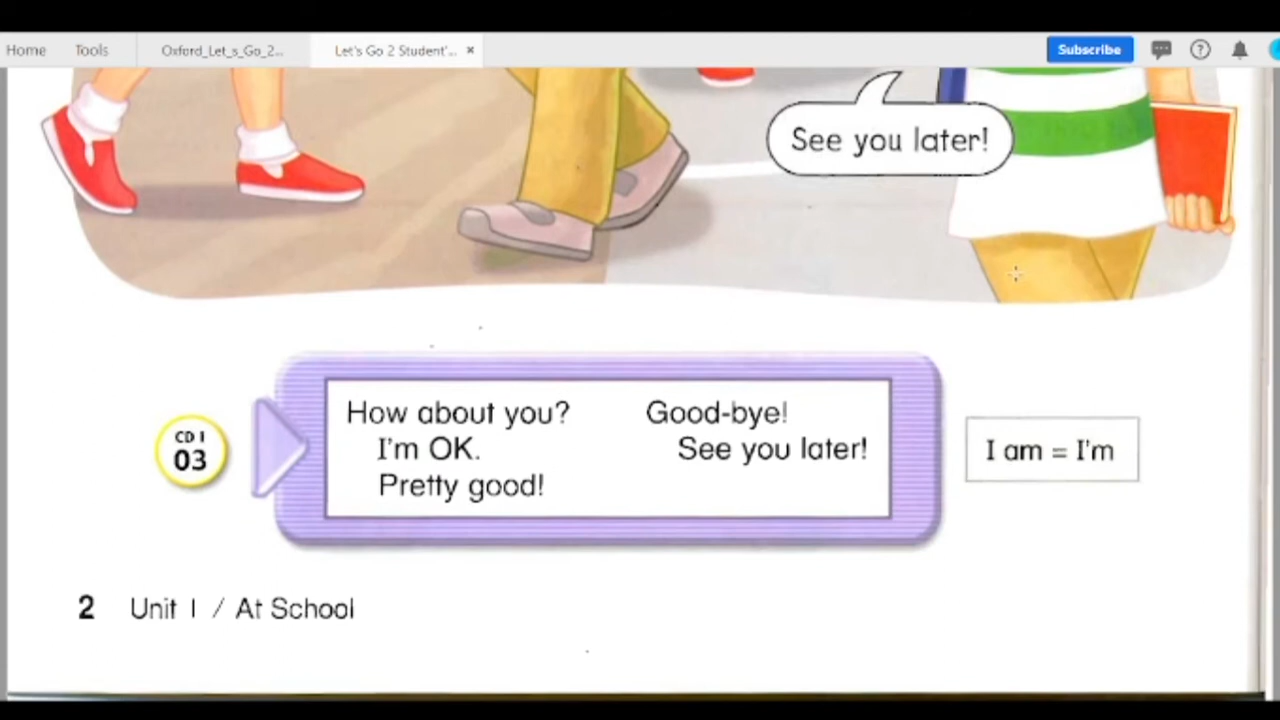 Home Tools Oxford_Let_s_Go_2... Let's Go 2 Student'... × Subscribe
See you later!
CD 1
03
How about you?
I'm OK.
Pretty good!
Good-bye!
See you later!
I am = I'm
2 Unit 1 / At School